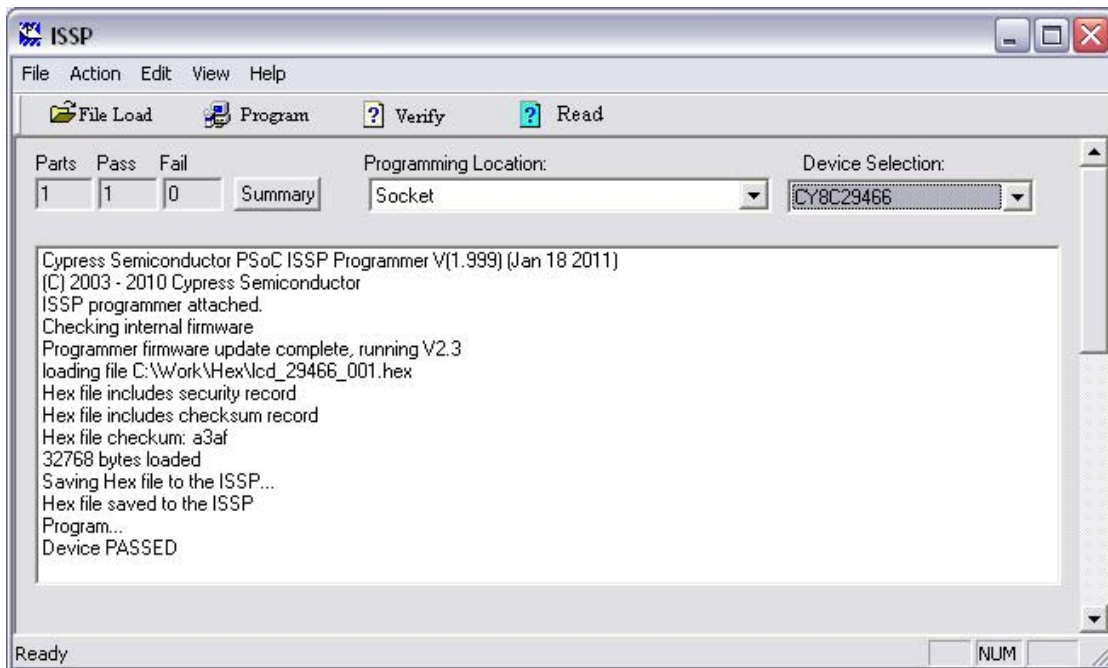 ISSP
File Action Edit View Help
File Load Program Verify Read
Parts Pass Fail Programming Location: Device Selection:
1 1 0 Summary Socket CY8C29466
Cypress Semiconductor PSoC ISSP Programmer V(1.999) (Jan 18 2011)
(C) 2003 - 2010 Cypress Semiconductor
ISSP programmer attached.
Checking internal firmware
Programmer firmware update complete, running V2.3
loading file C:\Work\Hex\lcd_29466_001.hex
Hex file includes security record
Hex file includes checksum record
Hex file checkum: a3af
32768 bytes loaded
Saving Hex file to the ISSP...
Hex file saved to the ISSP
Program...
Device PASSED
Ready NUM